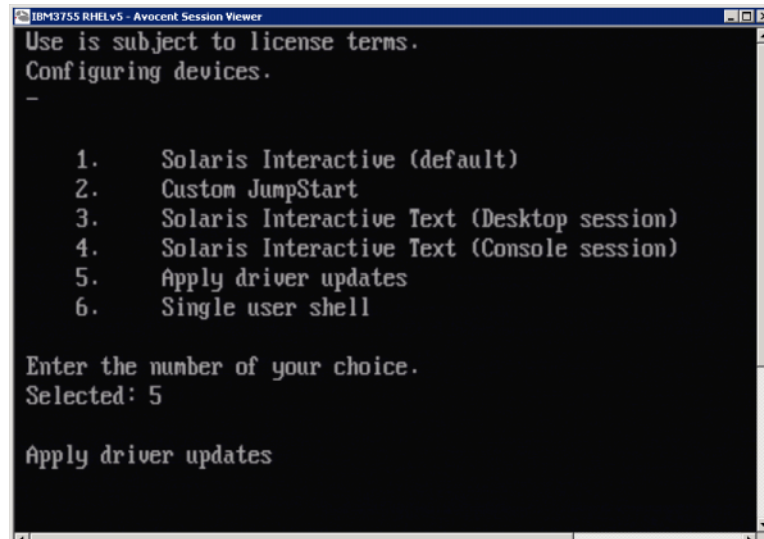 IBM3755 RHELv5 - Avocent Session Viewer
Use is subject to license terms.
Configuring devices.
1. Solaris Interactive (default)
2. Custom JumpStart
3. Solaris Interactive Text (Desktop session)
4. Solaris Interactive Text (Console session)
5. Apply driver updates
6. Single user shell
Enter the number of your choice.
Selected: 5
Apply driver updates